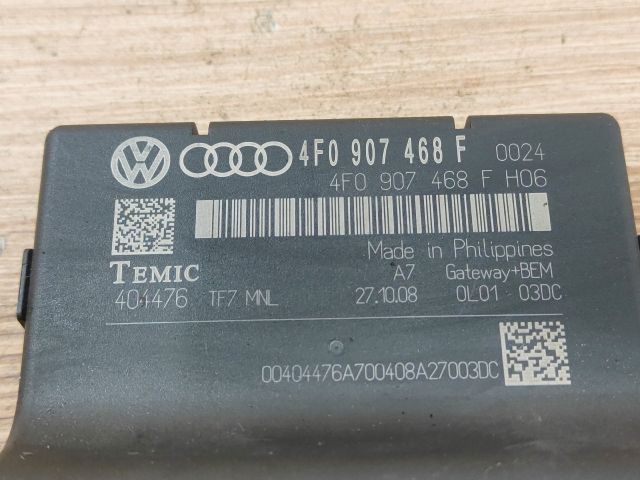 4F0 907 468 F 0024
4F0 907 468 F H06
Made in Philippines
TEMIC A7 Gateway+BEM
404476 TF7 MNL 27.10.08 0L01 03DC
00404476A700408A27003DC